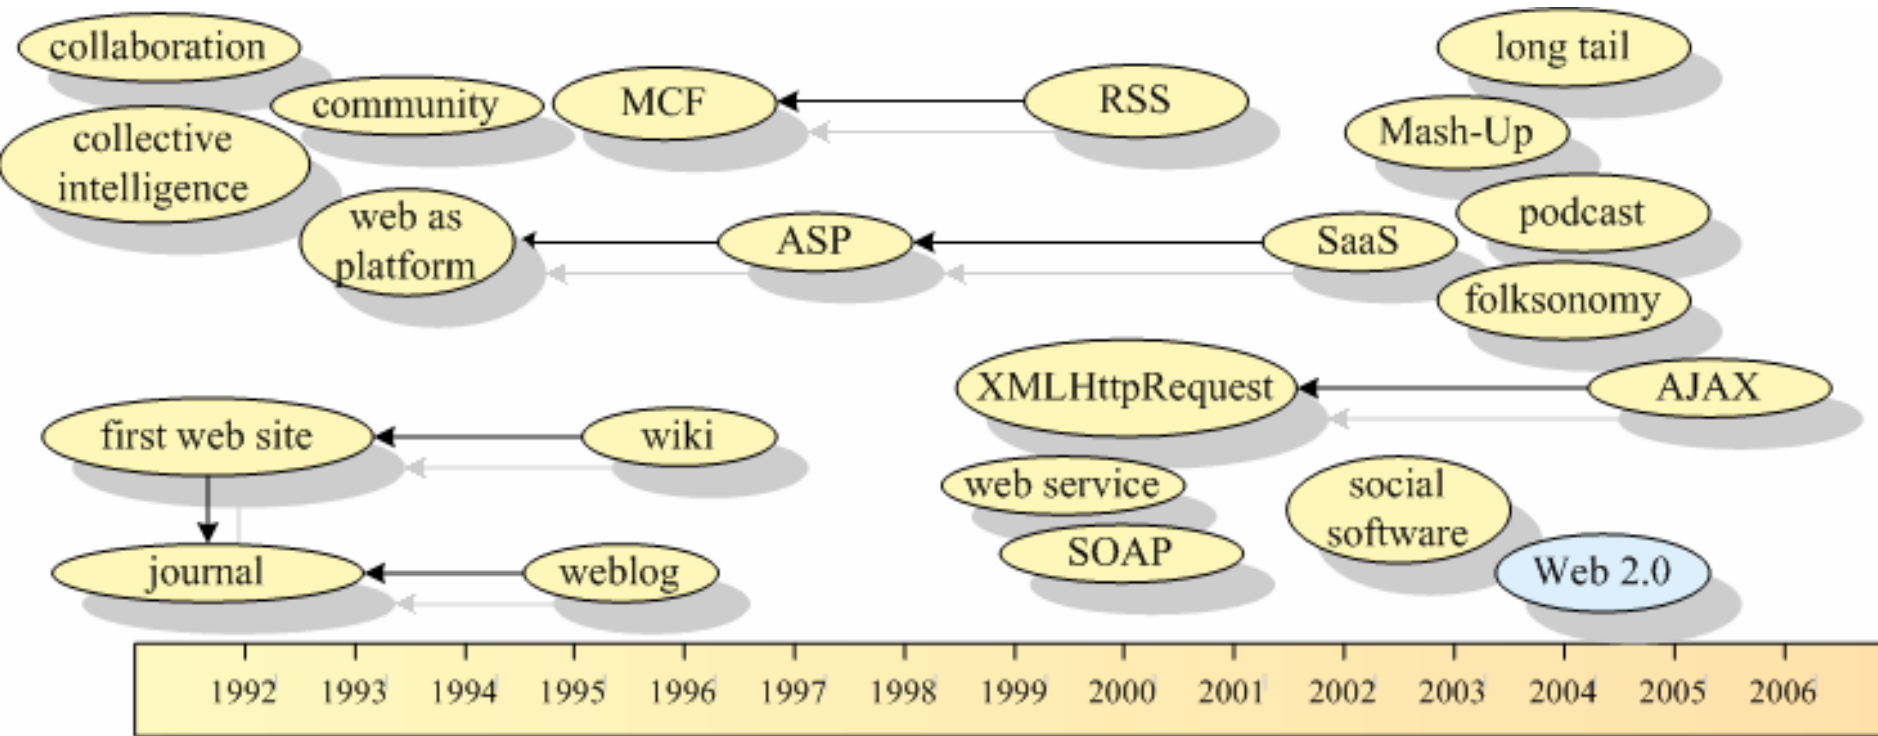 collaboration
long tail
community
MCF
RSS
Mash-Up
collective
intelligence
web as
platform
ASP
SaaS
podcast
folksonomy
XMLHttpRequest
AJAX
first web site
wiki
web service
social
software
SOAP
journal
weblog
Web 2.0
1992 1993 1994 1995 1996 1997 1998 1999 2000 2001 2002 2003 2004 2005 2006